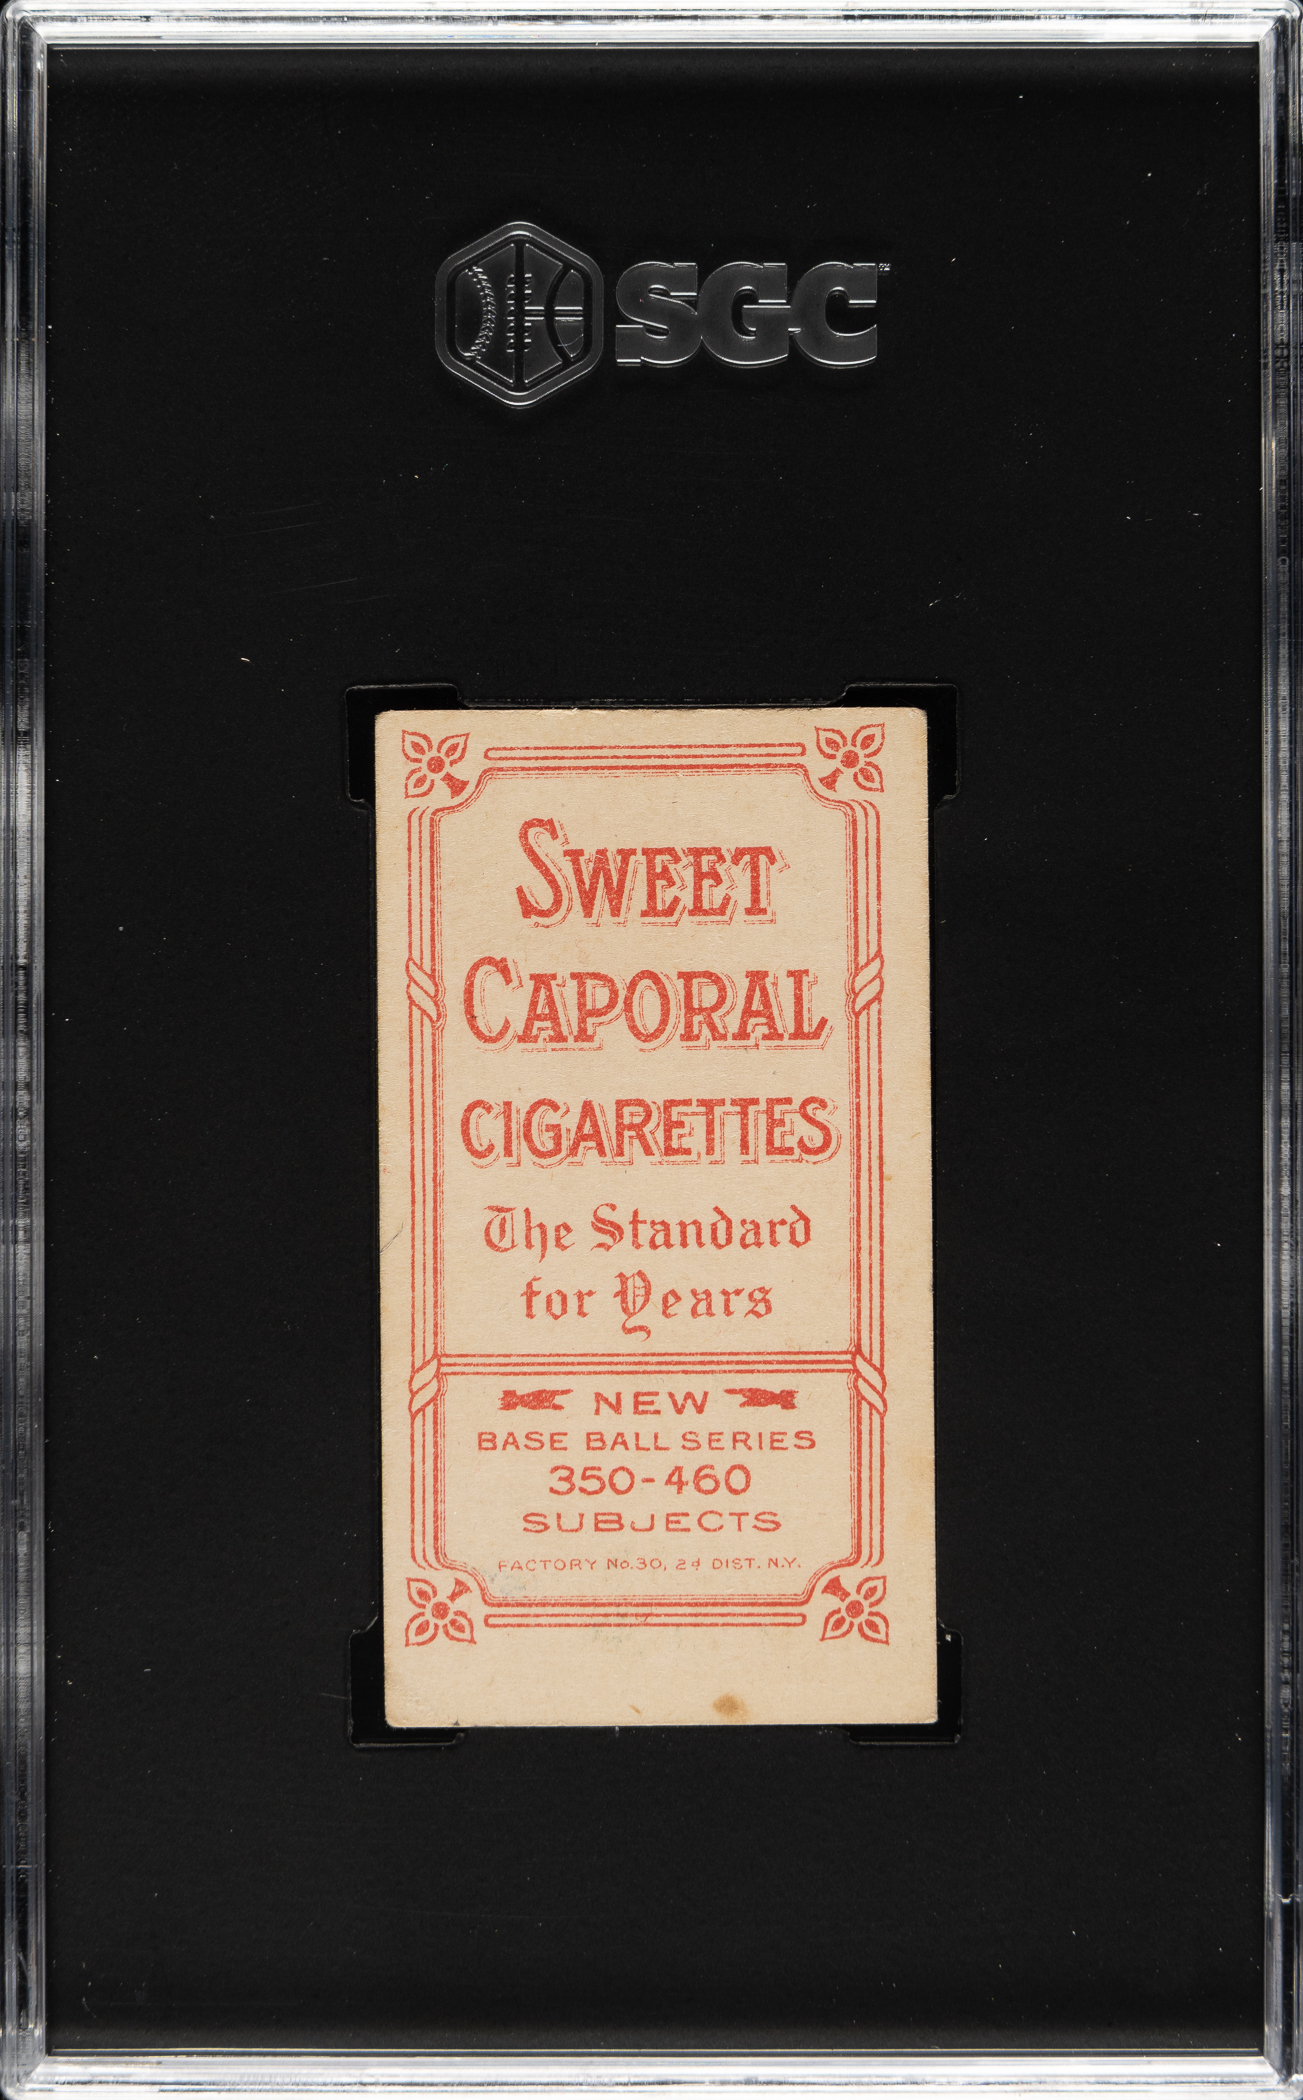 SGC™
SWEET
CAPORAL
CIGARETTES
The Standard
for Years
NEW
BASE BALL SERIES
350-460
SUBJECTS
FACTORY No. 30, 2d DIST. N.Y.